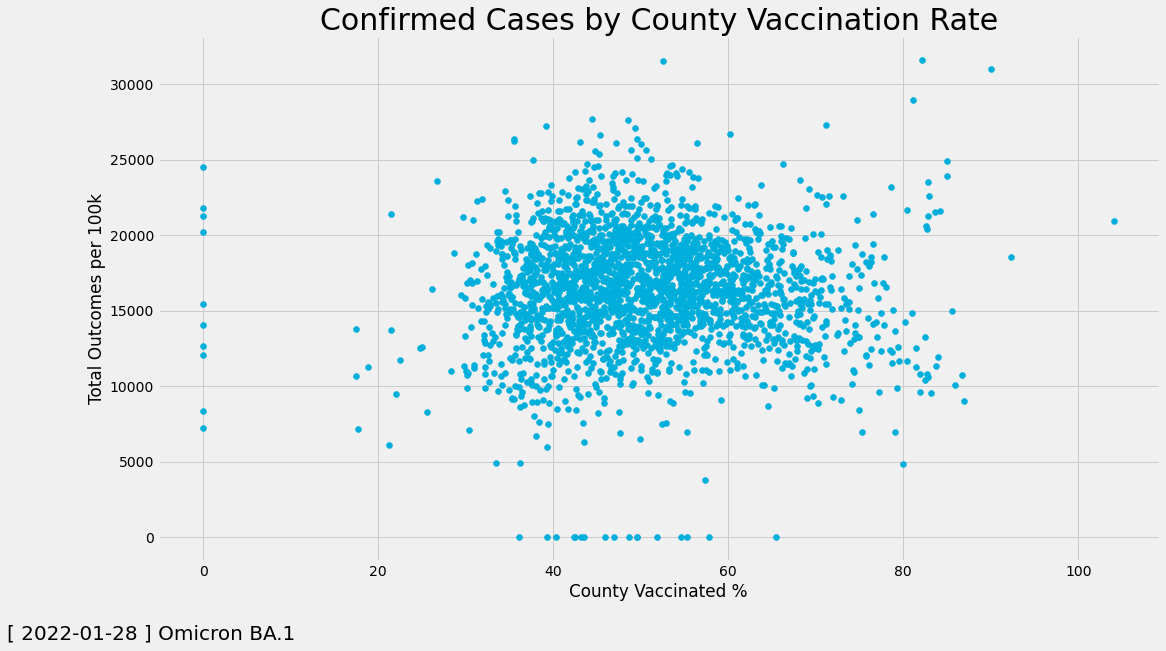 Confirmed Cases by County Vaccination Rate
Total Outcomes per 100k
30000
25000
20000
15000
10000
5000
0
0 20 40 60 80 100
County Vaccinated %
[ 2022-01-28 ] Omicron BA.1